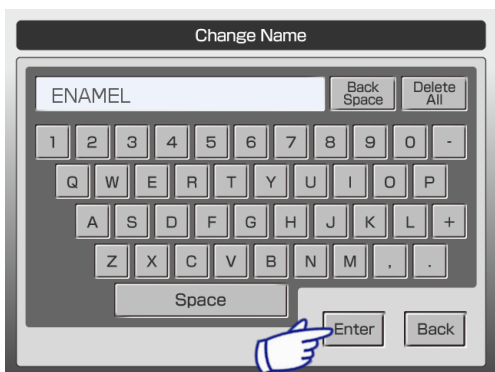 Change Name
ENAMEL
Back Space
Delete All
1 2 3 4 5 6 7 8 9 0 -
Q W E R T Y U I O P
A S D F G H J K L +
Z X C V B N M , .
Space
Enter Back